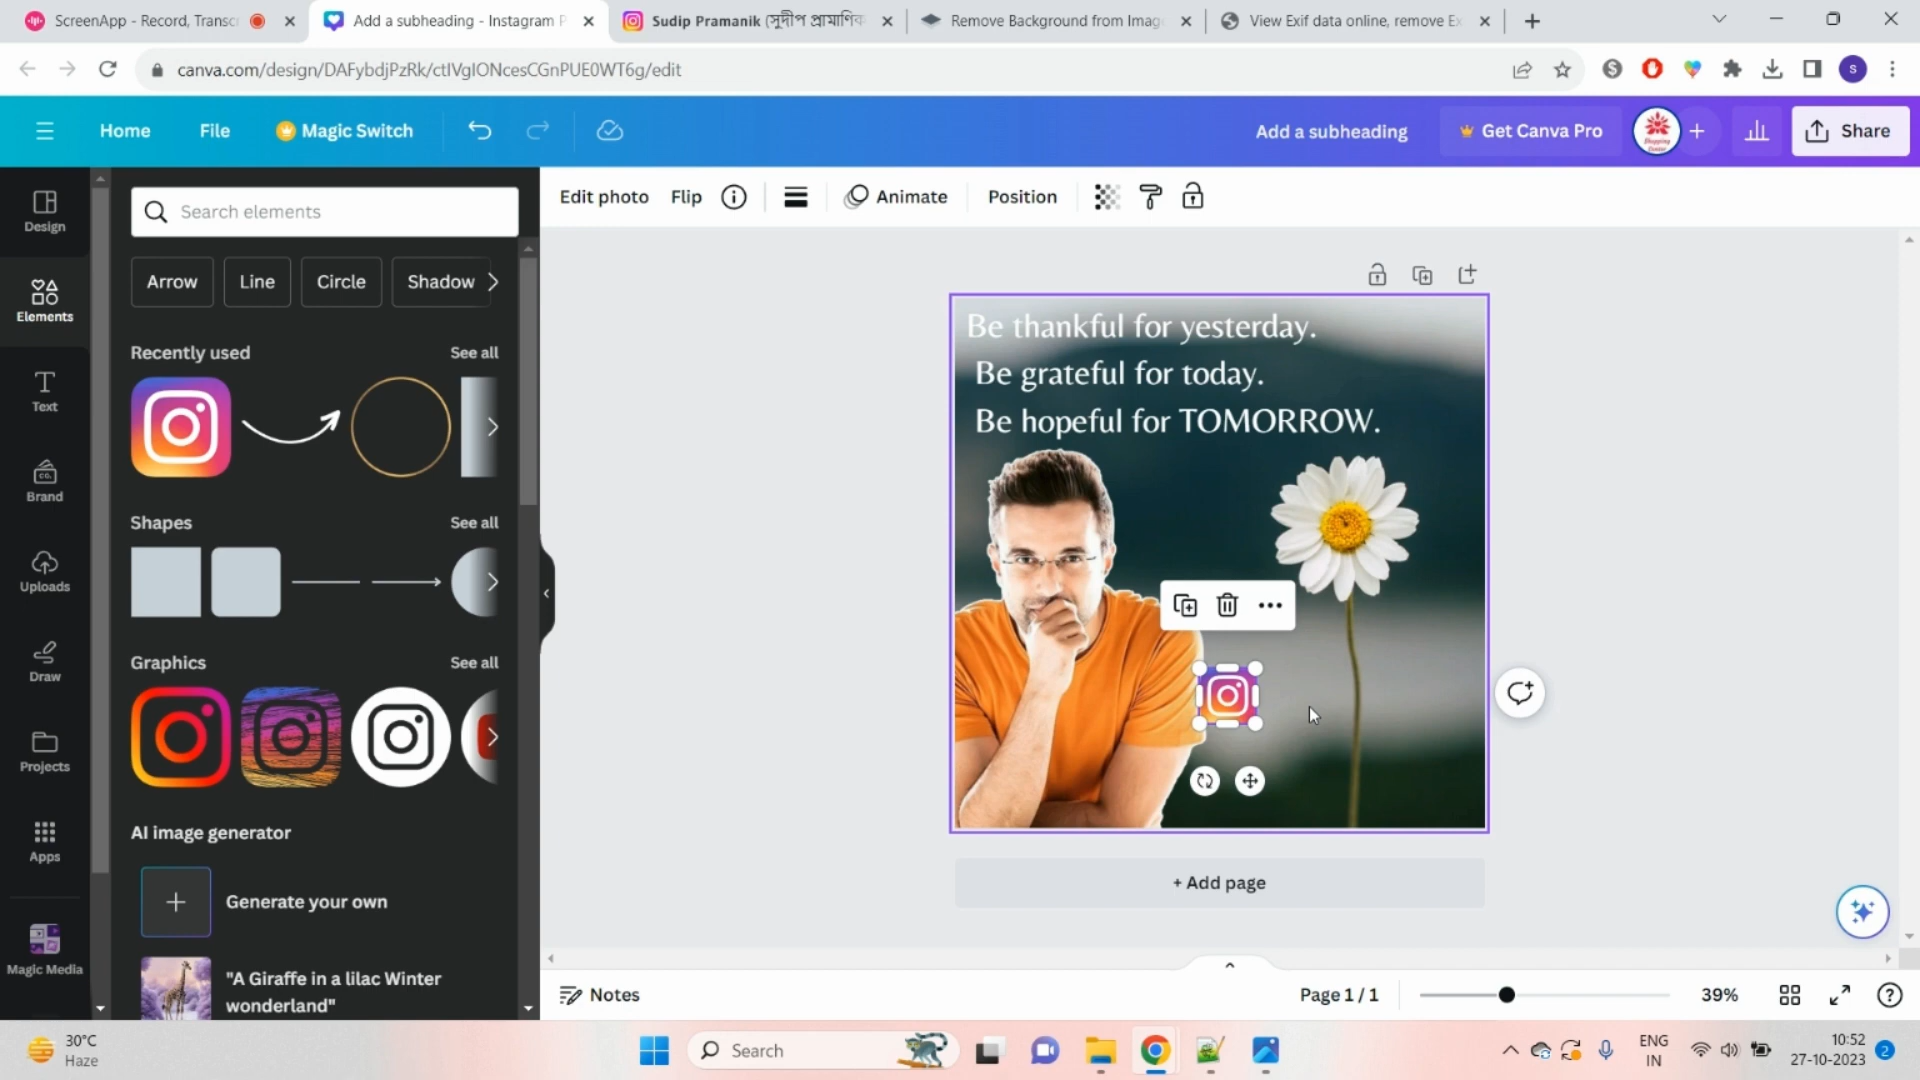 ScreenApp - Record, Transc
Add a subheading - Instagram P
Sudip Pramanik (সুদীপ প্রামাণিক
Remove Background from Imag
View Exif data online, remove Ex
canva.com/design/DAFybdjPzRk/ctIVgIONcesCGnPUE0WT6g/edit
S
Home
File
Magic Switch
Add a subheading
Get Canva Pro
Share
Design
Elements
Text
Brand
Uploads
Draw
Projects
Apps
Magic Media
Search elements
Arrow
Line
Circle
Shadow
Recently used
See all
Shapes
See all
Graphics
See all
AI image generator
Generate your own
"A Giraffe in a lilac Winter
wonderland"
Edit photo
Flip
Animate
Position
Be thankful for yesterday.
Be grateful for today.
Be hopeful for TOMORROW.
+ Add page
Notes
Page 1 / 1
39%
30°C
Haze
Search
ENG
IN
10:52
27-10-2023
2